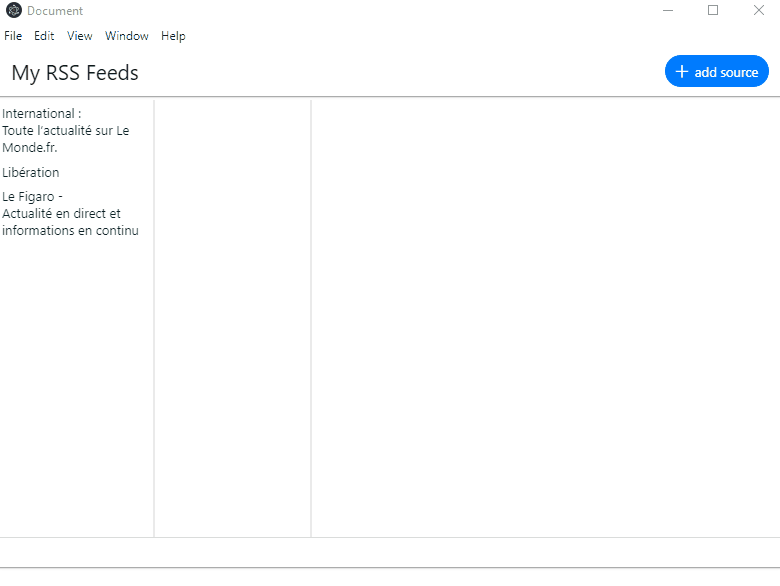 Document
File Edit View Window Help
My RSS Feeds
+ add source
International :
Toute l'actualité sur Le
Monde.fr.
Libération
Le Figaro -
Actualité en direct et
informations en continu